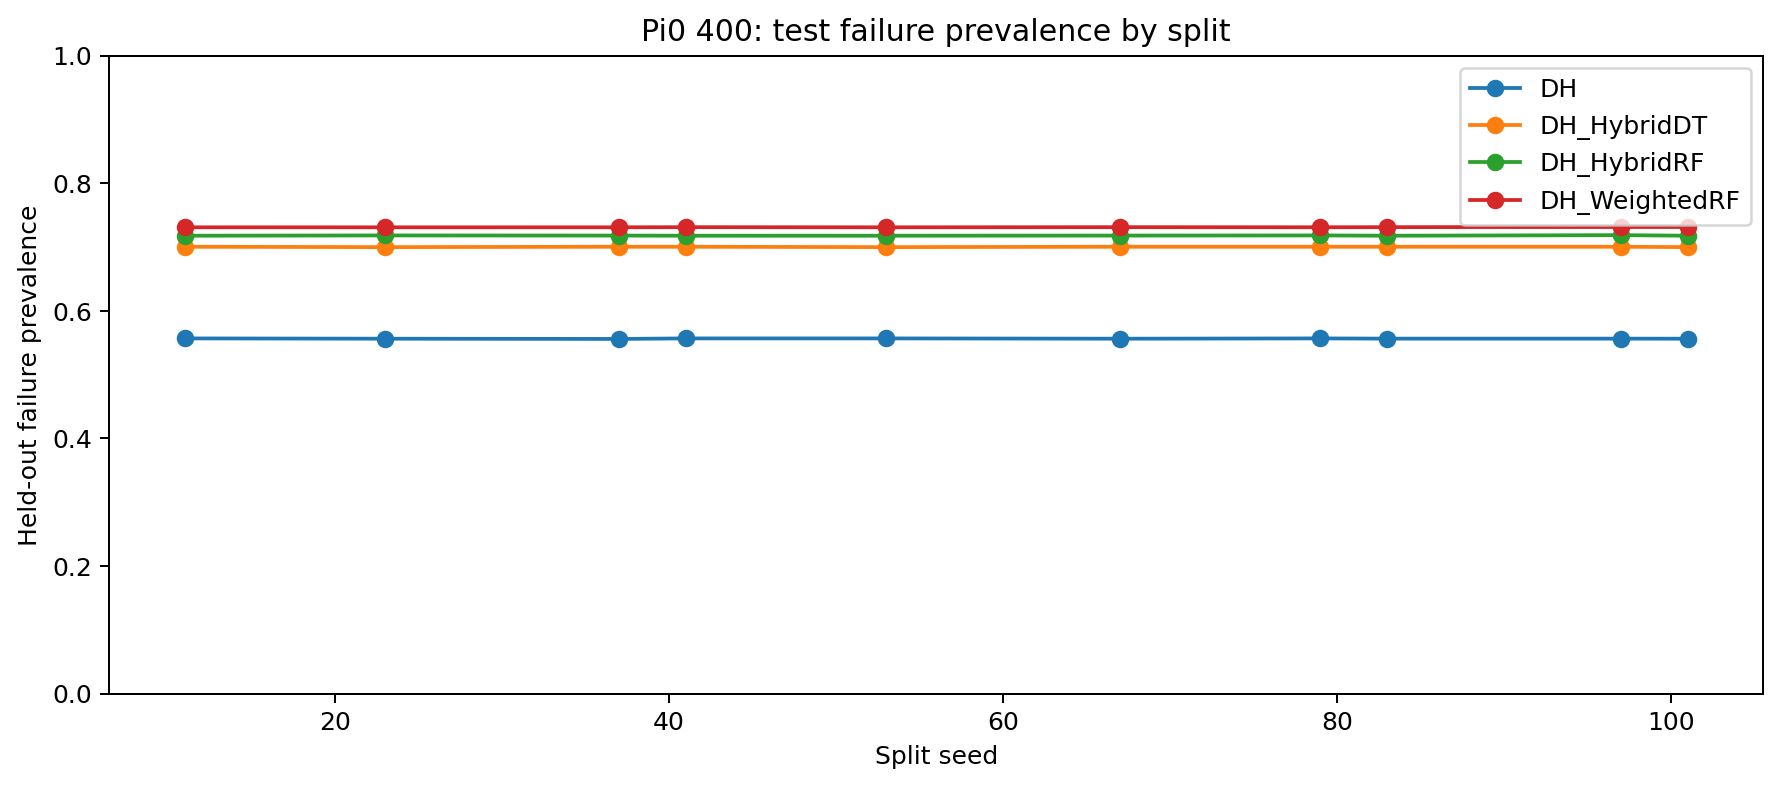 Pi0 400: test failure prevalence by split
Held-out failure prevalence
1.0
0.8
0.6
0.4
0.2
0.0
DH
DH_HybridDT
DH_HybridRF
DH_WeightedRF
20 40 60 80 100
Split seed